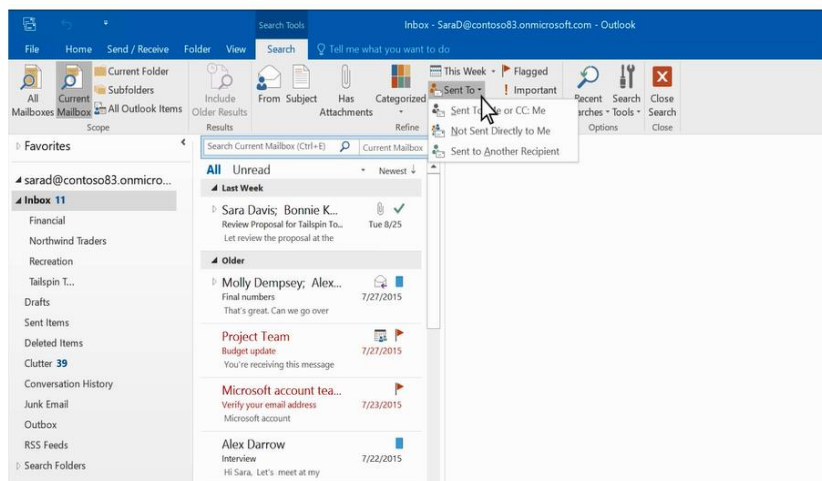 Search Tools
Inbox - SaraD@contoso83.onmicrosoft.com - Outlook
File Home Send / Receive Folder View Search Tell me what you want to do
All Mailboxes
Current Mailbox
Current Folder
Subfolders
All Outlook Items
Scope
Include Older Results
Results
From
Subject
Has Attachments
Categorized
This Week
Sent To
Flagged
Important
Refine
Sent To Me or CC: Me
Not Sent Directly to Me
Sent to Another Recipient
Search Tools
Options
Close Search
Close
Favorites
sarad@contoso83.onmicro...
Inbox 11
Financial
Northwind Traders
Recreation
Tailspin T...
Drafts
Sent Items
Deleted Items
Clutter 39
Conversation History
Junk Email
Outbox
RSS Feeds
Search Folders
Search Current Mailbox (Ctrl+E) Current Mailbox
All Unread Newest
Last Week
Sara Davis; Bonnie K...
Review Proposal for Tailspin To... Tue 8/25
Let review the proposal at the
Older
Molly Dempsey; Alex...
Final numbers 7/27/2015
That's great. Can we go over
Project Team
Budget update 7/27/2015
You're receiving this message
Microsoft account tea...
Verify your email address 7/23/2015
Microsoft account
Alex Darrow
Interview 7/22/2015
Hi Sara, Let's meet at my